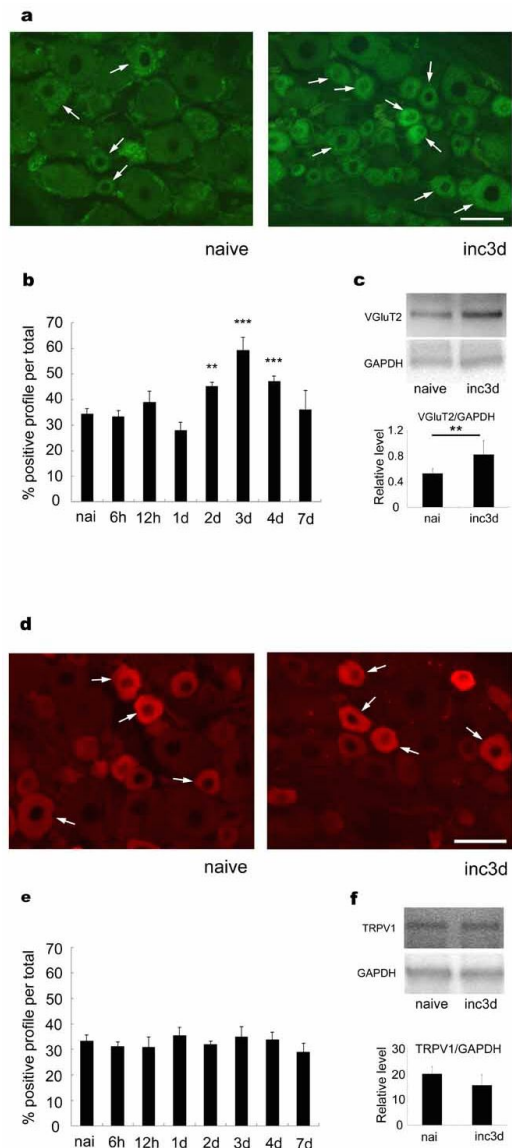 a
naive inc3d
b
% positive profile per total
80
70
60
50
40
30
20
10
0
** *** ***
nai 6h 12h 1d 2d 3d 4d 7d
c
VGluT2
GAPDH
naive inc3d
VGluT2/GAPDH
**
Relative level
1.2
0.8
0.4
0
nai inc3d
d
naive inc3d
e
% positive profile per total
80
70
60
50
40
30
20
10
0
nai 6h 12h 1d 2d 3d 4d 7d
f
TRPV1
GAPDH
naive inc3d
TRPV1/GAPDH
Relative level
30
20
10
0
nai inc3d